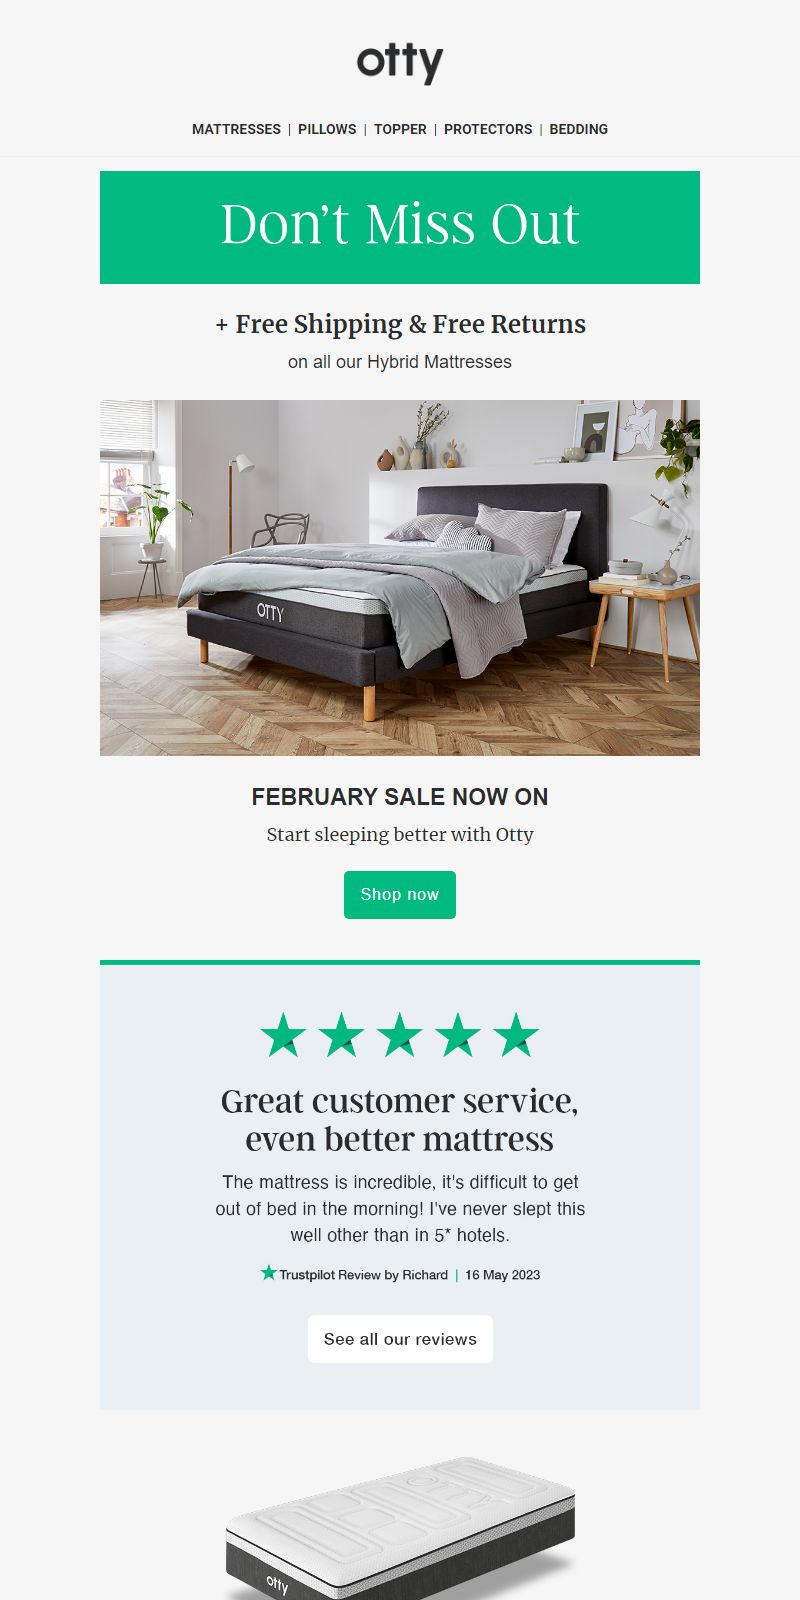 otty
MATTRESSES | PILLOWS | TOPPER | PROTECTORS | BEDDING
Don’t Miss Out
+ Free Shipping & Free Returns
on all our Hybrid Mattresses
OTTY
FEBRUARY SALE NOW ON
Start sleeping better with Otty
Shop now
Great customer service,
even better mattress
The mattress is incredible, it's difficult to get
out of bed in the morning! I've never slept this
well other than in 5* hotels.
Trustpilot Review by Richard | 16 May 2023
See all our reviews
OTTY
otty